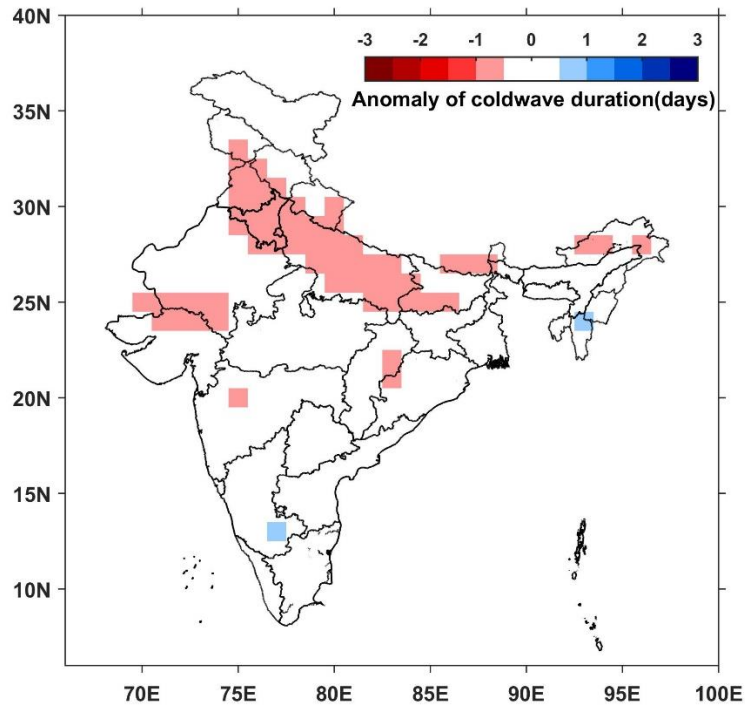 40N
-3 -2 -1 0 1 2 3
Anomaly of coldwave duration(days)
35N
30N
25N
20N
15N
10N
70E 75E 80E 85E 90E 95E 100E